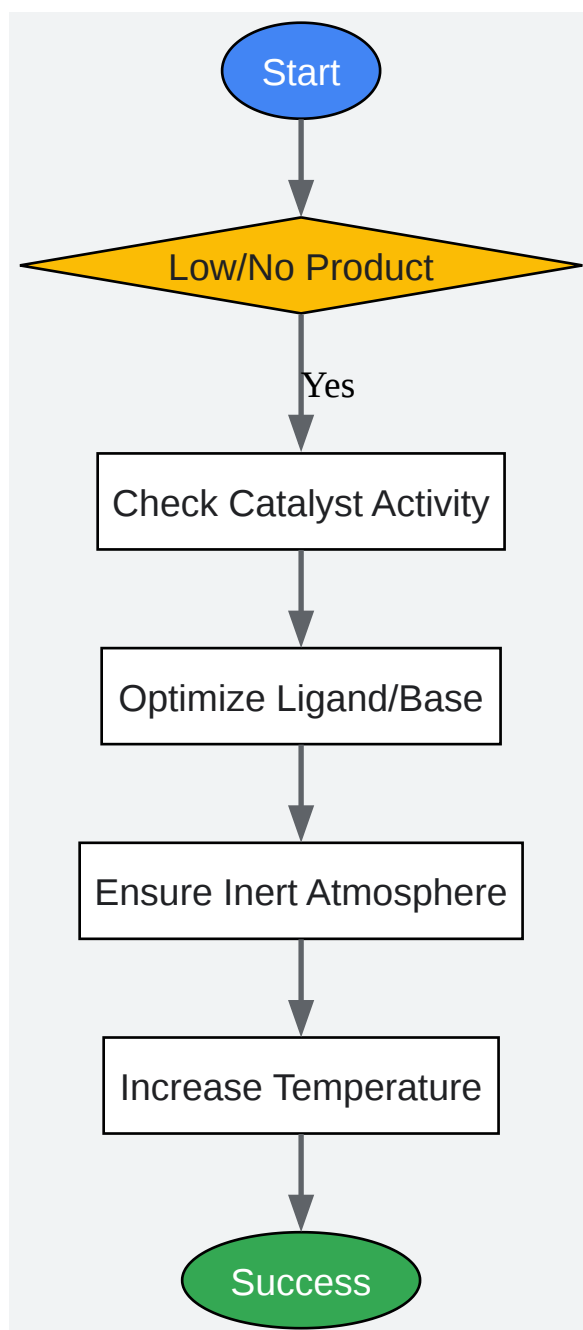 Start
Low/No Product
Yes
Check Catalyst Activity
Optimize Ligand/Base
Ensure Inert Atmosphere
Increase Temperature
Success